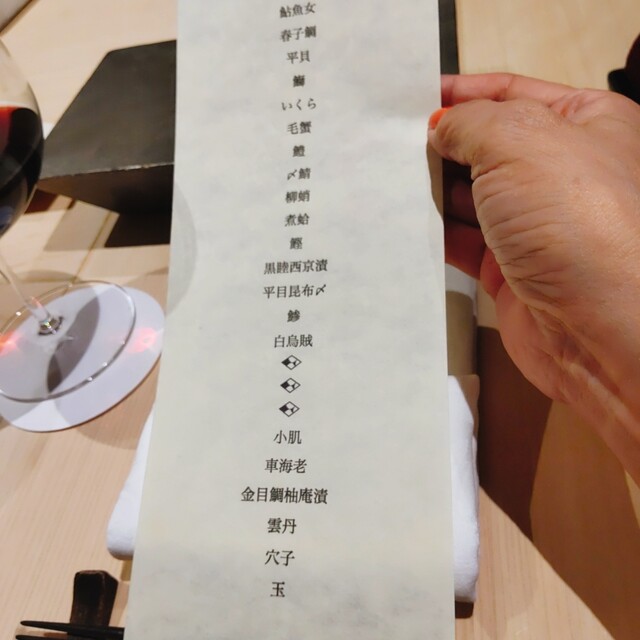 鮎魚女
春子鯛
平貝
鰤
いくら
毛蟹
鱧
〆鯖
柳蛸
煮蛤
鰹
黒睦西京漬
平目昆布〆
鯵
白烏賊
小肌
車海老
金目鯛柚庵漬
雲丹
穴子
玉